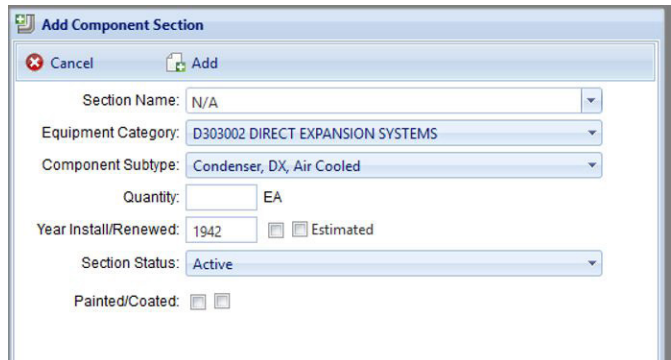 Add Component Section
Cancel Add
Section Name: N/A
Equipment Category: D303002 DIRECT EXPANSION SYSTEMS
Component Subtype: Condenser, DX, Air Cooled
Quantity: EA
Year Install/Renewed: 1942 Estimated
Section Status: Active
Painted/Coated: